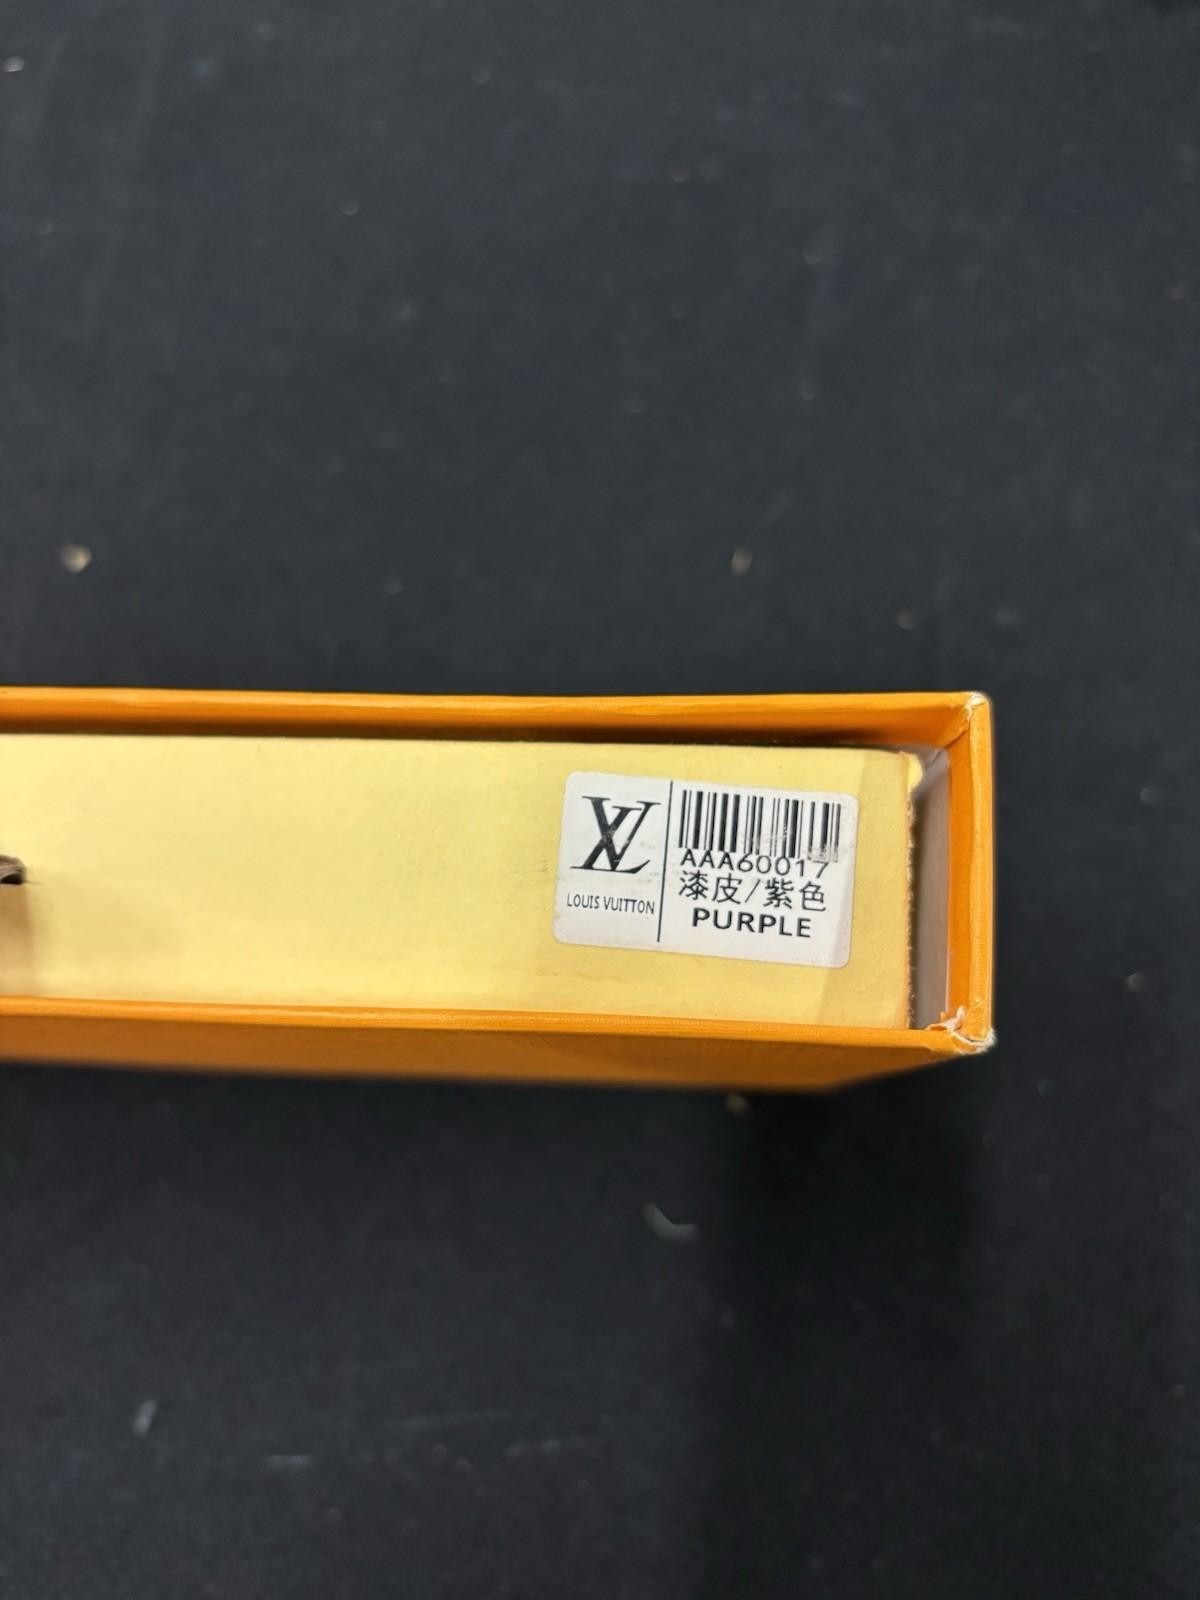 LV
LOUIS VUITTON
AAA60017
漆皮/紫色
PURPLE